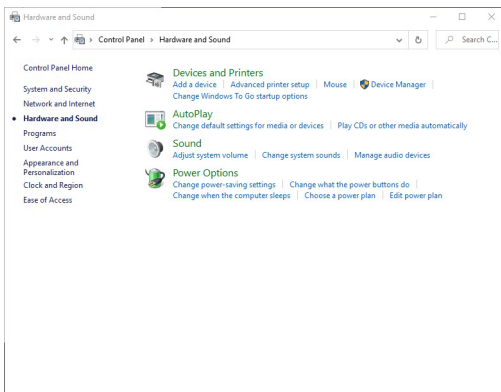 Hardware and Sound
Control Panel › Hardware and Sound
Search C...
Control Panel Home
System and Security
Network and Internet
Hardware and Sound
Programs
User Accounts
Appearance and
Personalization
Clock and Region
Ease of Access
Devices and Printers
Add a device | Advanced printer setup | Mouse | Device Manager |
Change Windows To Go startup options
AutoPlay
Change default settings for media or devices | Play CDs or other media automatically
Sound
Adjust system volume | Change system sounds | Manage audio devices
Power Options
Change power-saving settings | Change what the power buttons do |
Change when the computer sleeps | Choose a power plan | Edit power plan